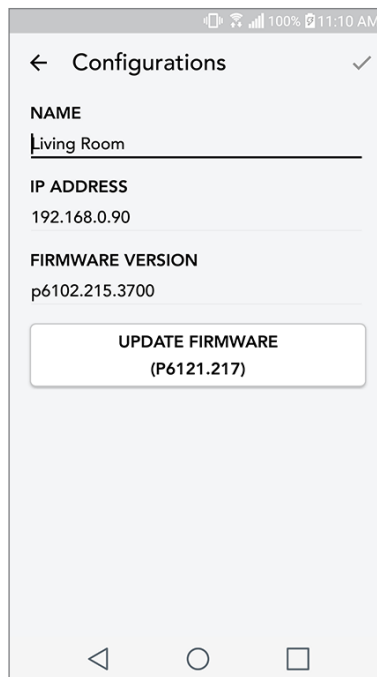 100% 11:10 AM
Configurations
NAME
Living Room
IP ADDRESS
192.168.0.90
FIRMWARE VERSION
p6102.215.3700
UPDATE FIRMWARE
(P6121.217)